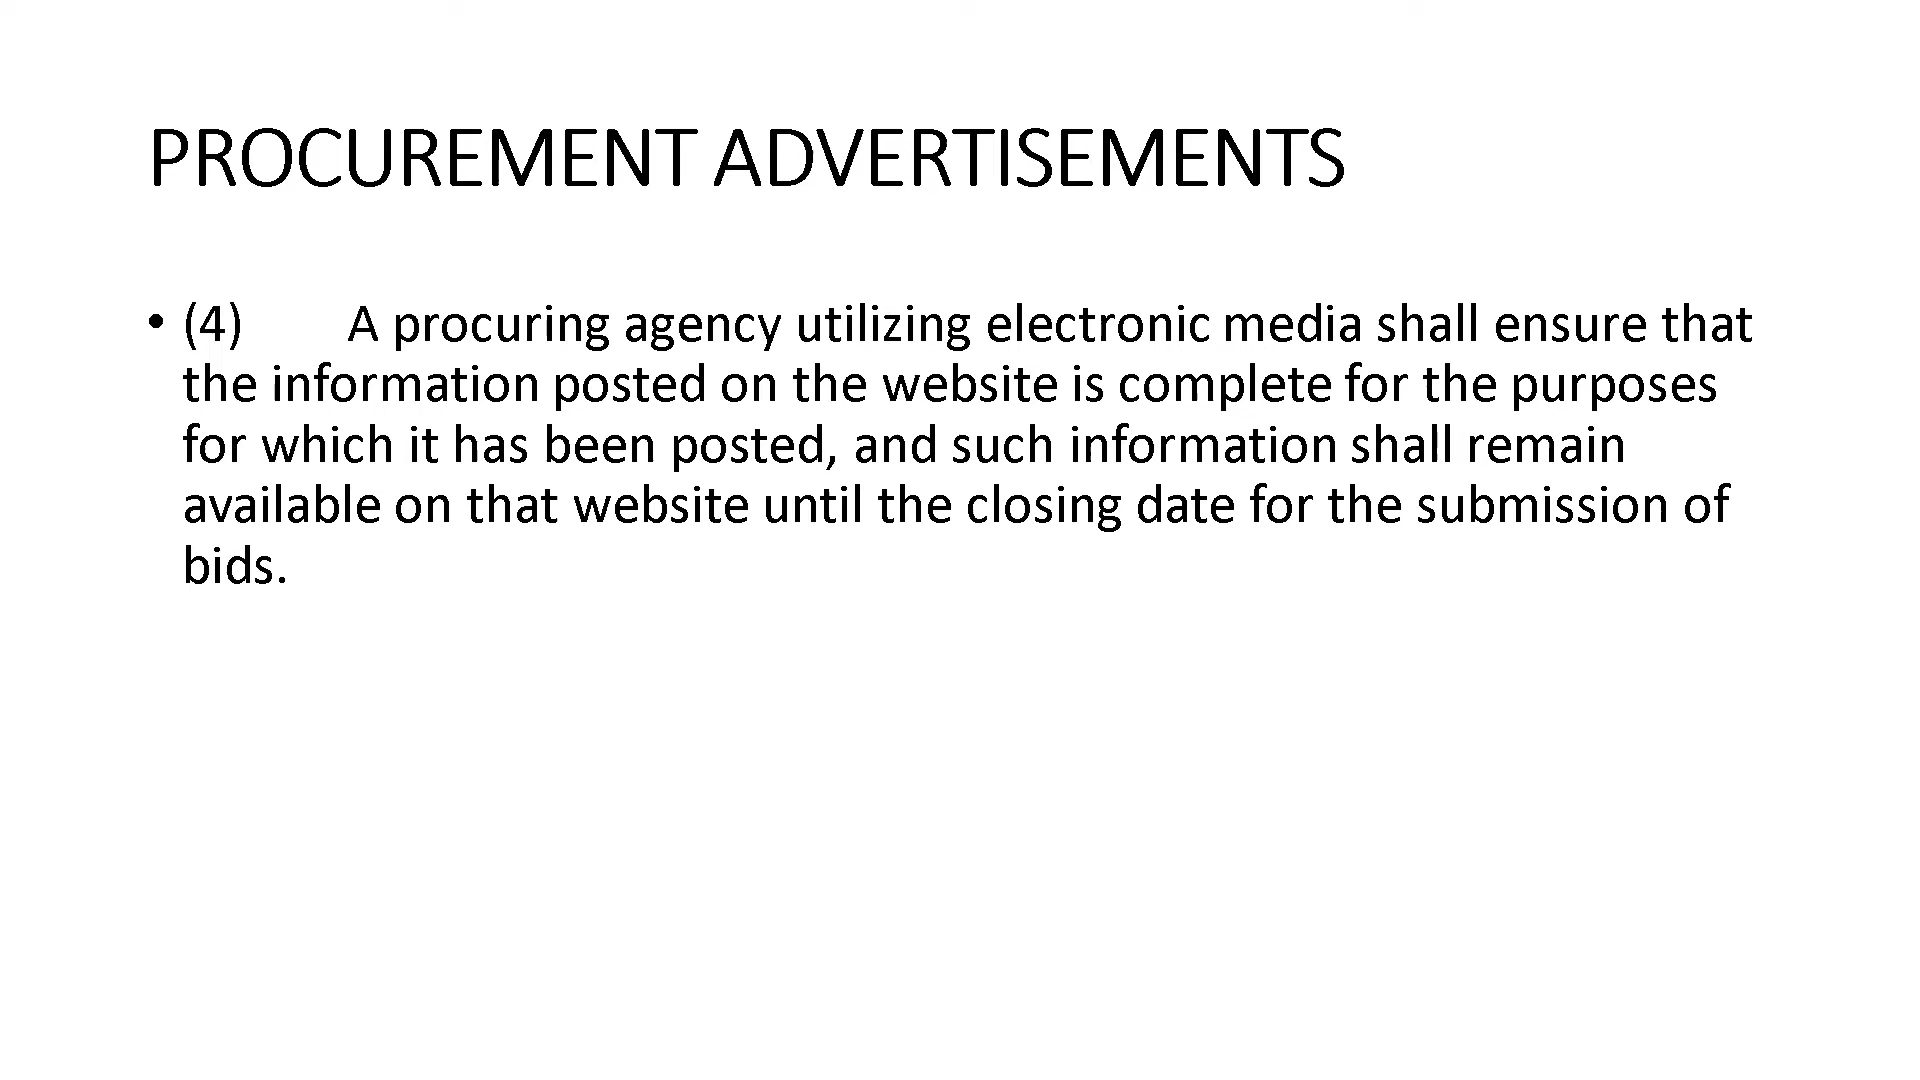 PROCUREMENT ADVERTISEMENTS
• (4) A procuring agency utilizing electronic media shall ensure that
the information posted on the website is complete for the purposes
for which it has been posted, and such information shall remain
available on that website until the closing date for the submission of
bids.